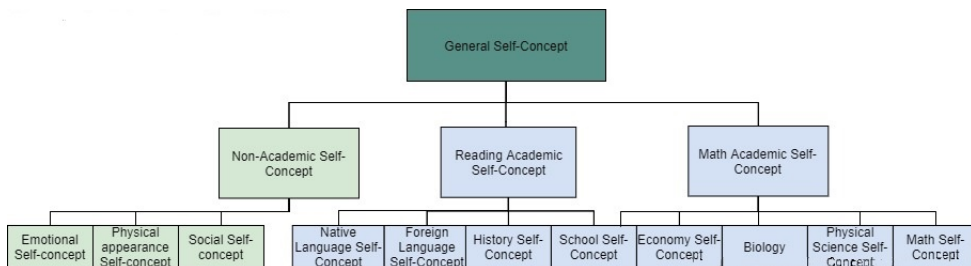 General Self-Concept
Non-Academic Self-
Concept
Reading Academic
Self-Concept
Math Academic Self-
Concept
Emotional
Self-concept
Physical
appearance
Self-concept
Social Self-
concept
Native
Language Self-
Concept
Foreign
Language
Self-Concept
History Self-
Concept
School Self-
Concept
Economy Self-
Concept
Biology
Physical
Science Self-
Concept
Math Self-
Concept